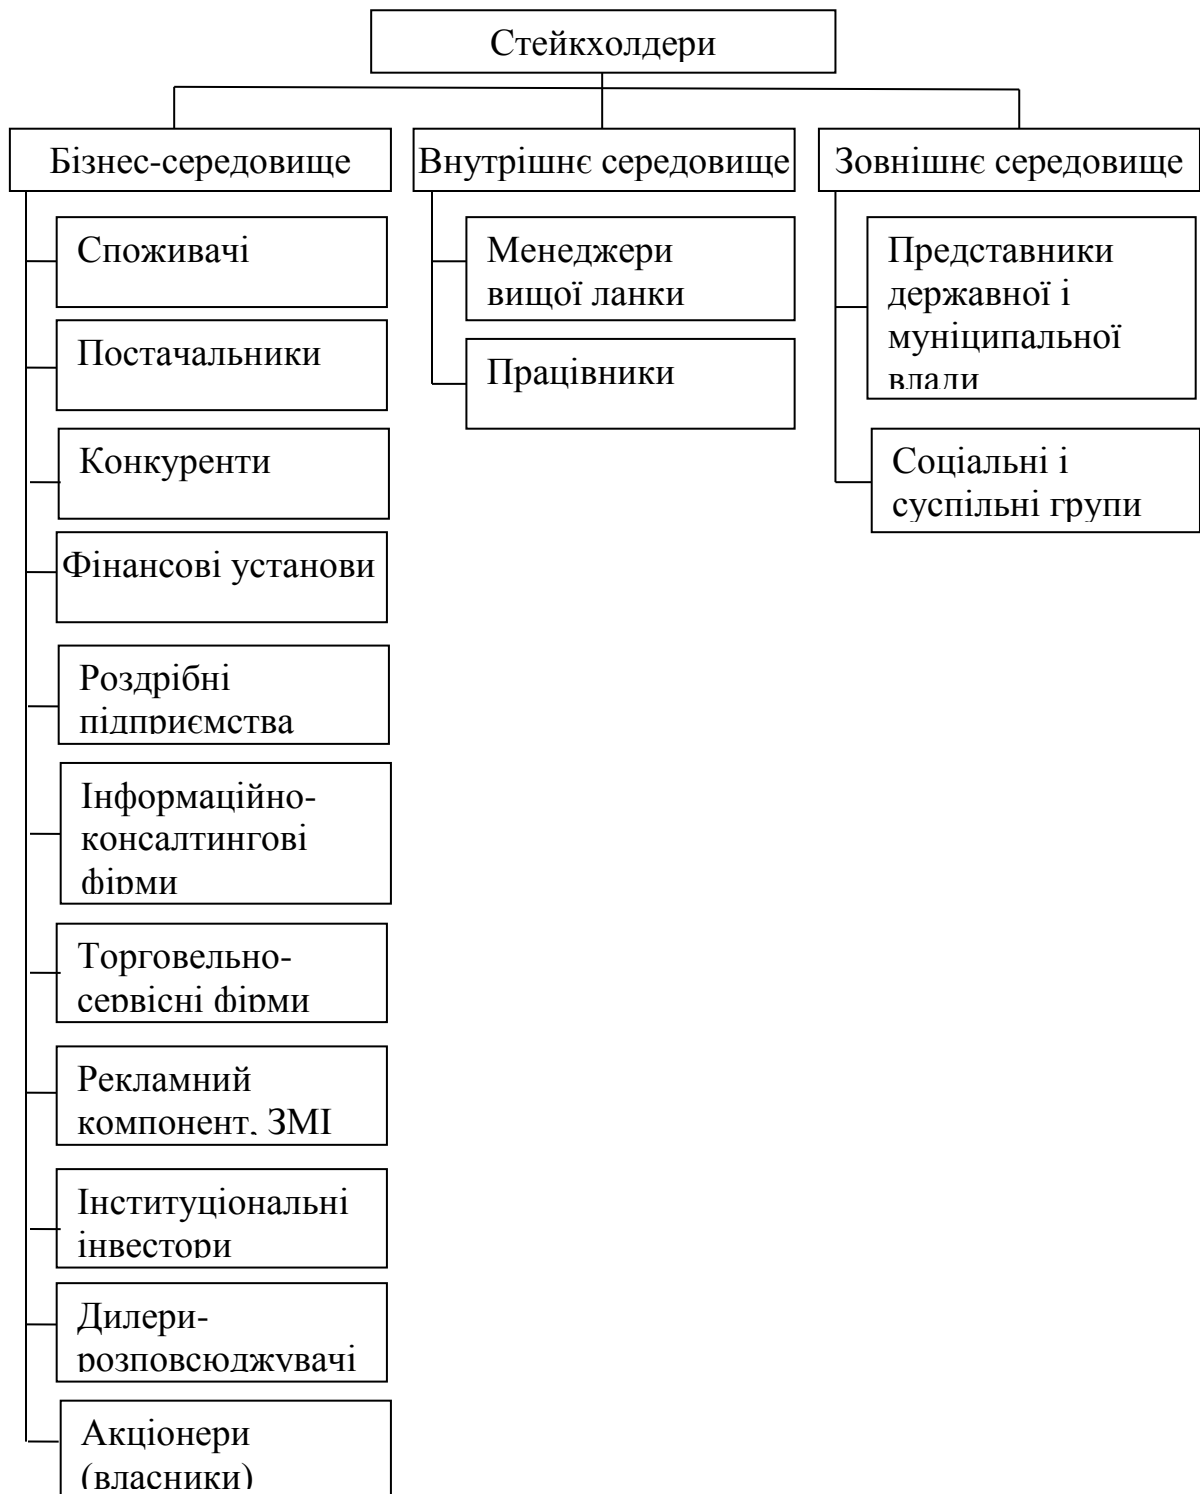 Стейкхолдери
Бізнес-середовище
Внутрішнє середовище
Зовнішнє середовище
Споживачі
Постачальники
Конкуренти
Фінансові установи
Роздрібні
підприємства
Інформаційно-
консалтингові
фірми
Торговельно-
сервісні фірми
Рекламний
компонент, ЗМІ
Інституціональні
інвестори
Дилери-
розповсюджувачі
Акціонери
(власники)
Менеджери
вищої ланки
Працівники
Представники
державної і
муніципальної
влади
Соціальні і
суспільні групи